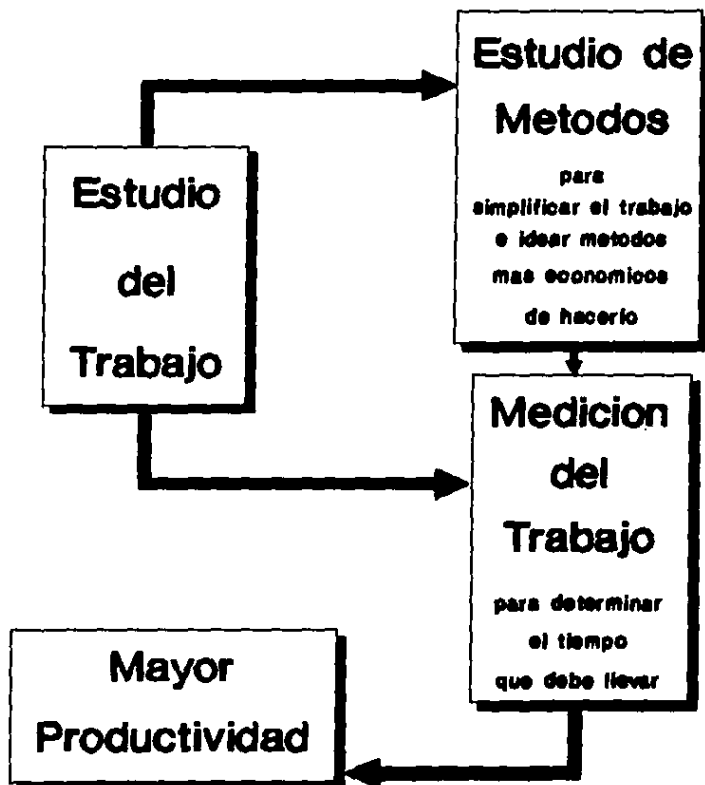 Estudio de
Metodos
para
simplificar el trabajo
e idear metodos
mas economicos
de hacerlo
Estudio
del
Trabajo
Medicion
del
Trabajo
para determinar
el tiempo
que debe llevar
Mayor
Productividad